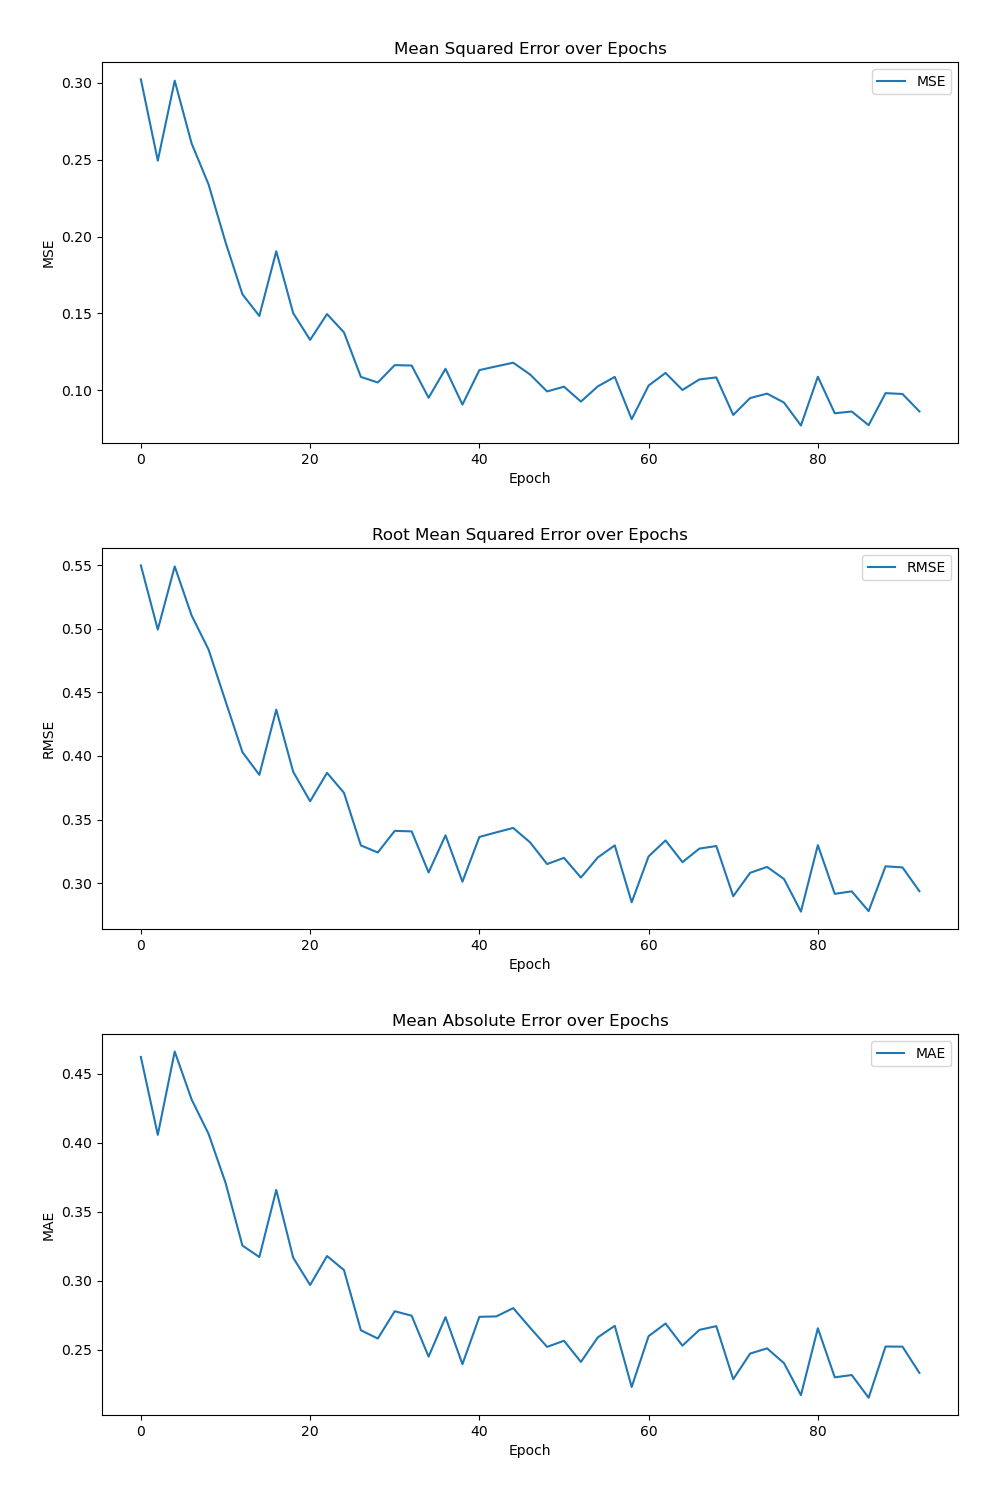 Mean Squared Error over Epochs
MSE
0.30
0.25
0.20
0.15
0.10
MSE
0 20 40 60 80
Epoch
Root Mean Squared Error over Epochs
RMSE
0.55
0.50
0.45
0.40
0.35
0.30
RMSE
0 20 40 60 80
Epoch
Mean Absolute Error over Epochs
MAE
0.45
0.40
0.35
0.30
0.25
MAE
0 20 40 60 80
Epoch